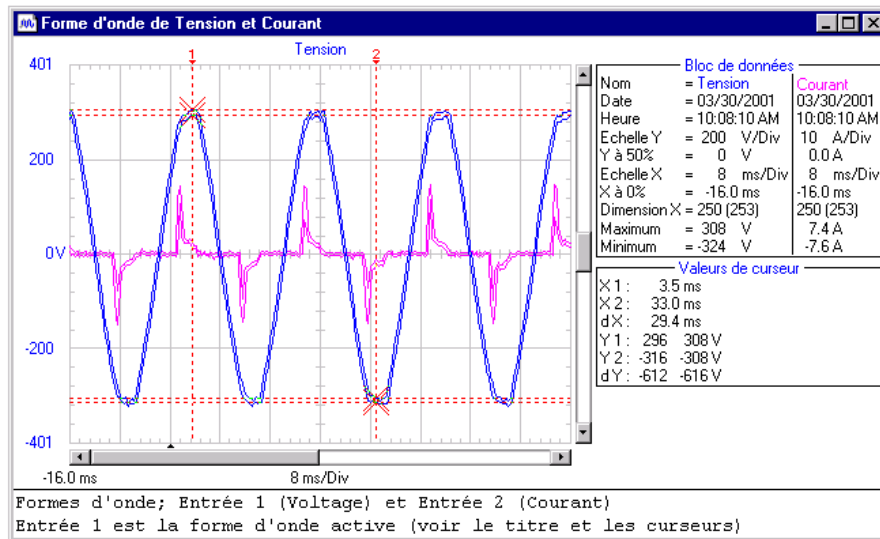 Forme d'onde de Tension et Courant
Tension
1
2
401
200
0V
-200
-401
-16.0 ms
8 ms/Div
Bloc de données
Nom = Tension Courant
Date = 03/30/2001 03/30/2001
Heure = 10:08:10 AM 10:08:10 AM
Echelle Y = 200 V/Div 10 A/Div
Y à 50% = 0 V 0.0 A
Echelle X = 8 ms/Div 8 ms/Div
X à 0% = -16.0 ms -16.0 ms
Dimension X = 250 (253) 250 (253)
Maximum = 308 V 7.4 A
Minimum = -324 V -7.6 A
Valeurs de curseur
X 1 : 3.5 ms
X 2 : 33.0 ms
d X : 29.4 ms
Y 1 : 296 308 V
Y 2 : -316 -308 V
d Y : -612 -616 V
Formes d'onde; Entrée 1 (Voltage) et Entrée 2 (Courant)
Entrée 1 est la forme d'onde active (voir le titre et les curseurs)